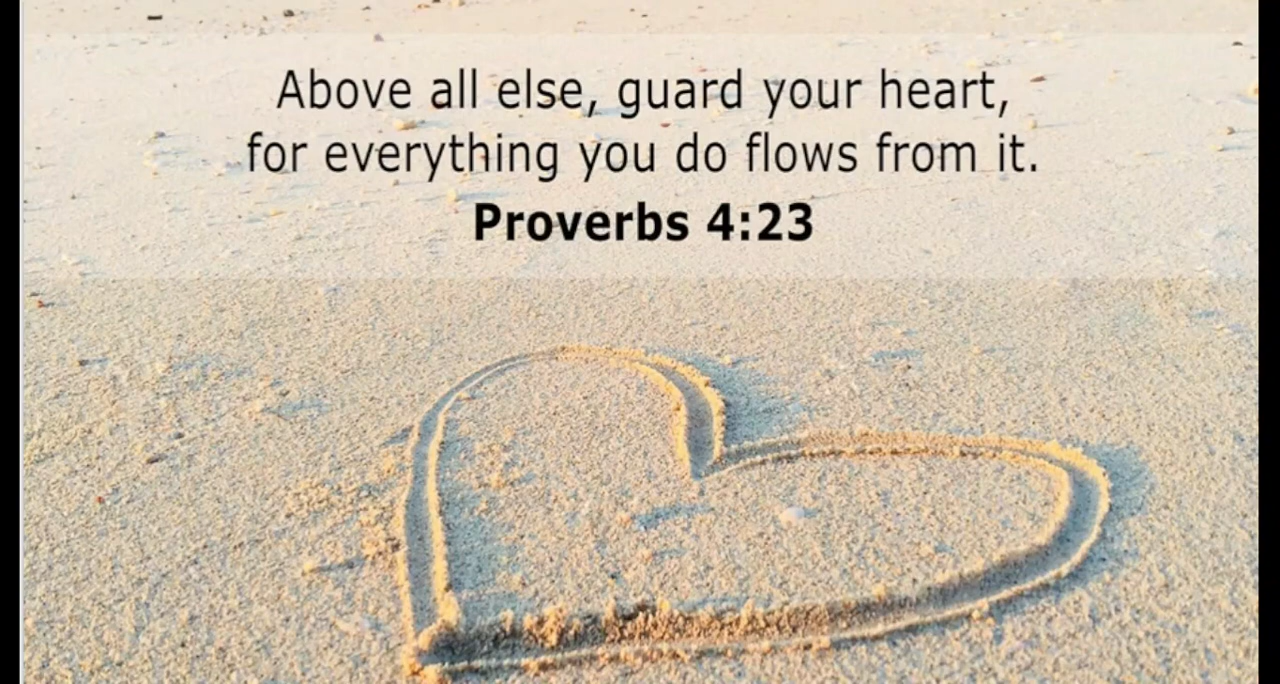 Above all else, guard your heart,
for everything you do flows from it.
Proverbs 4:23